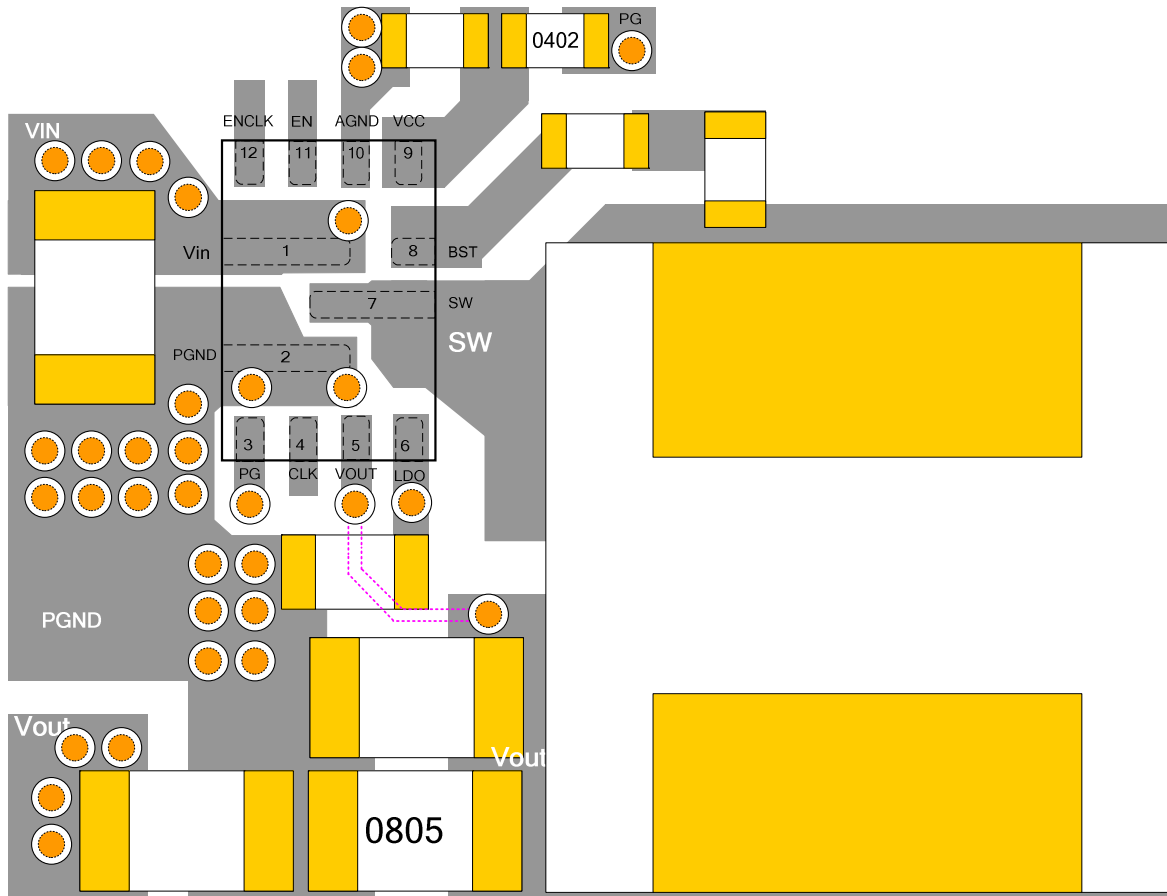 PG
0402
ENCLK EN AGND VCC
VIN
12 11 10 9
Vin 1 8 BST
7 SW
SW
PGND 2
3 4 5 6
PG CLK VOUT LDO
PGND
Vout
Vout
0805